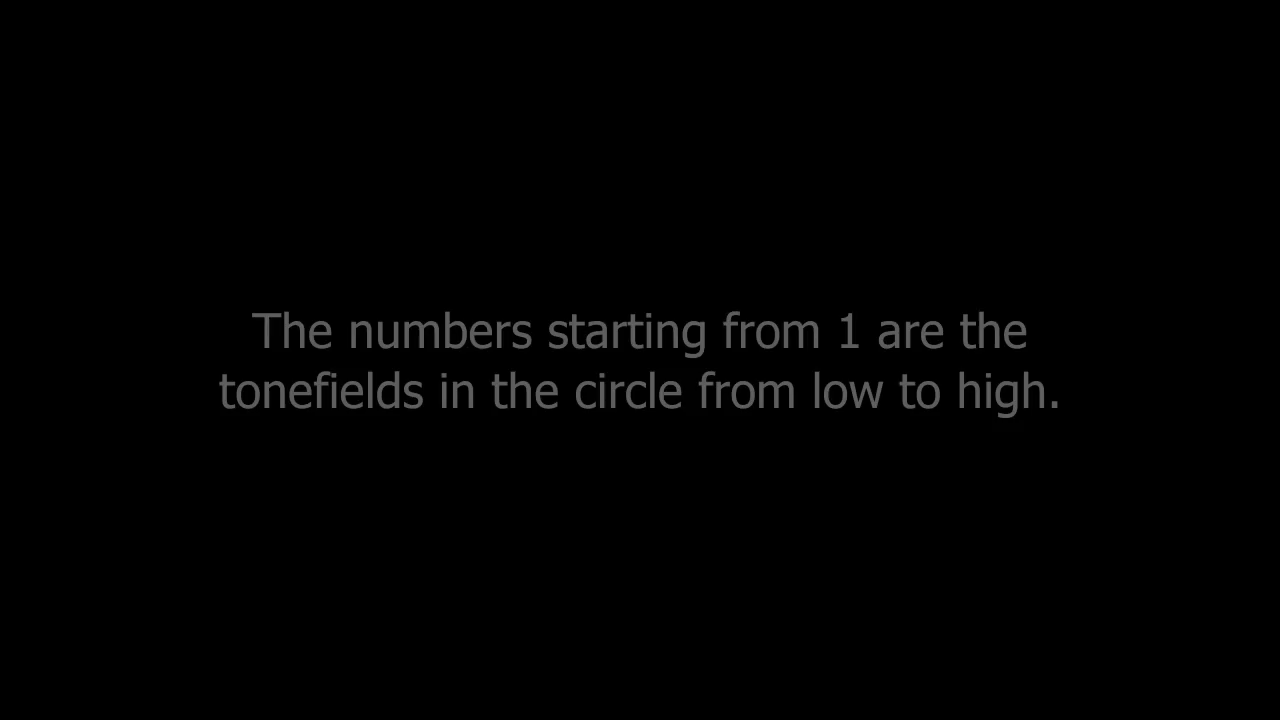 The numbers starting from 1 are the
tonefields in the circle from low to high.